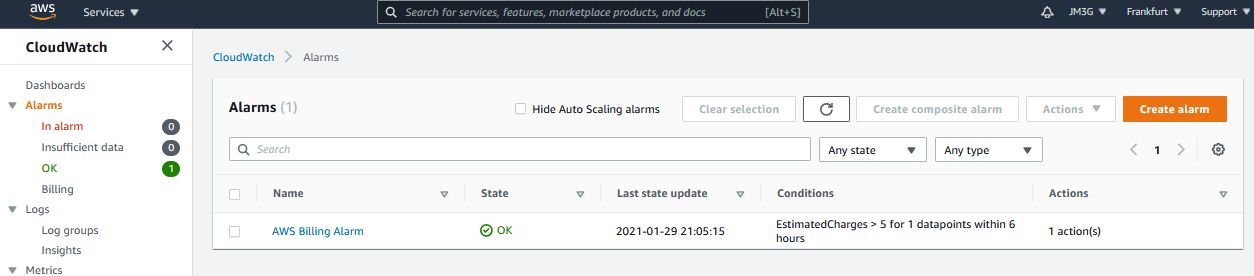 aws
Services
Search for services, features, marketplace products, and docs
[Alt+S]
JM3G
Frankfurt
Support
CloudWatch
Dashboards
Alarms
In alarm
0
Insufficient data
0
OK
1
Billing
Logs
Log groups
Insights
Metrics
CloudWatch
Alarms
Alarms (1)
Hide Auto Scaling alarms
Clear selection
Create composite alarm
Actions
Create alarm
Search
Any state
Any type
1
Name
State
Last state update
Conditions
Actions
AWS Billing Alarm
OK
2021-01-29 21:05:15
EstimatedCharges > 5 for 1 datapoints within 6
hours
1 action(s)